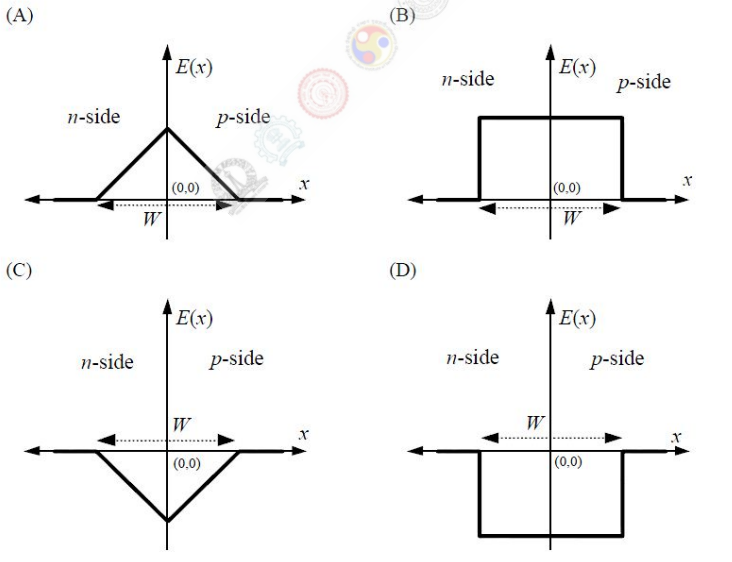 (A)
E(x)
n-side
p-side
(0,0)
x
W
(B)
E(x)
n-side
p-side
(0,0)
x
W
(C)
E(x)
n-side
p-side
W
x
(0,0)
(D)
E(x)
n-side
p-side
W
x
(0,0)